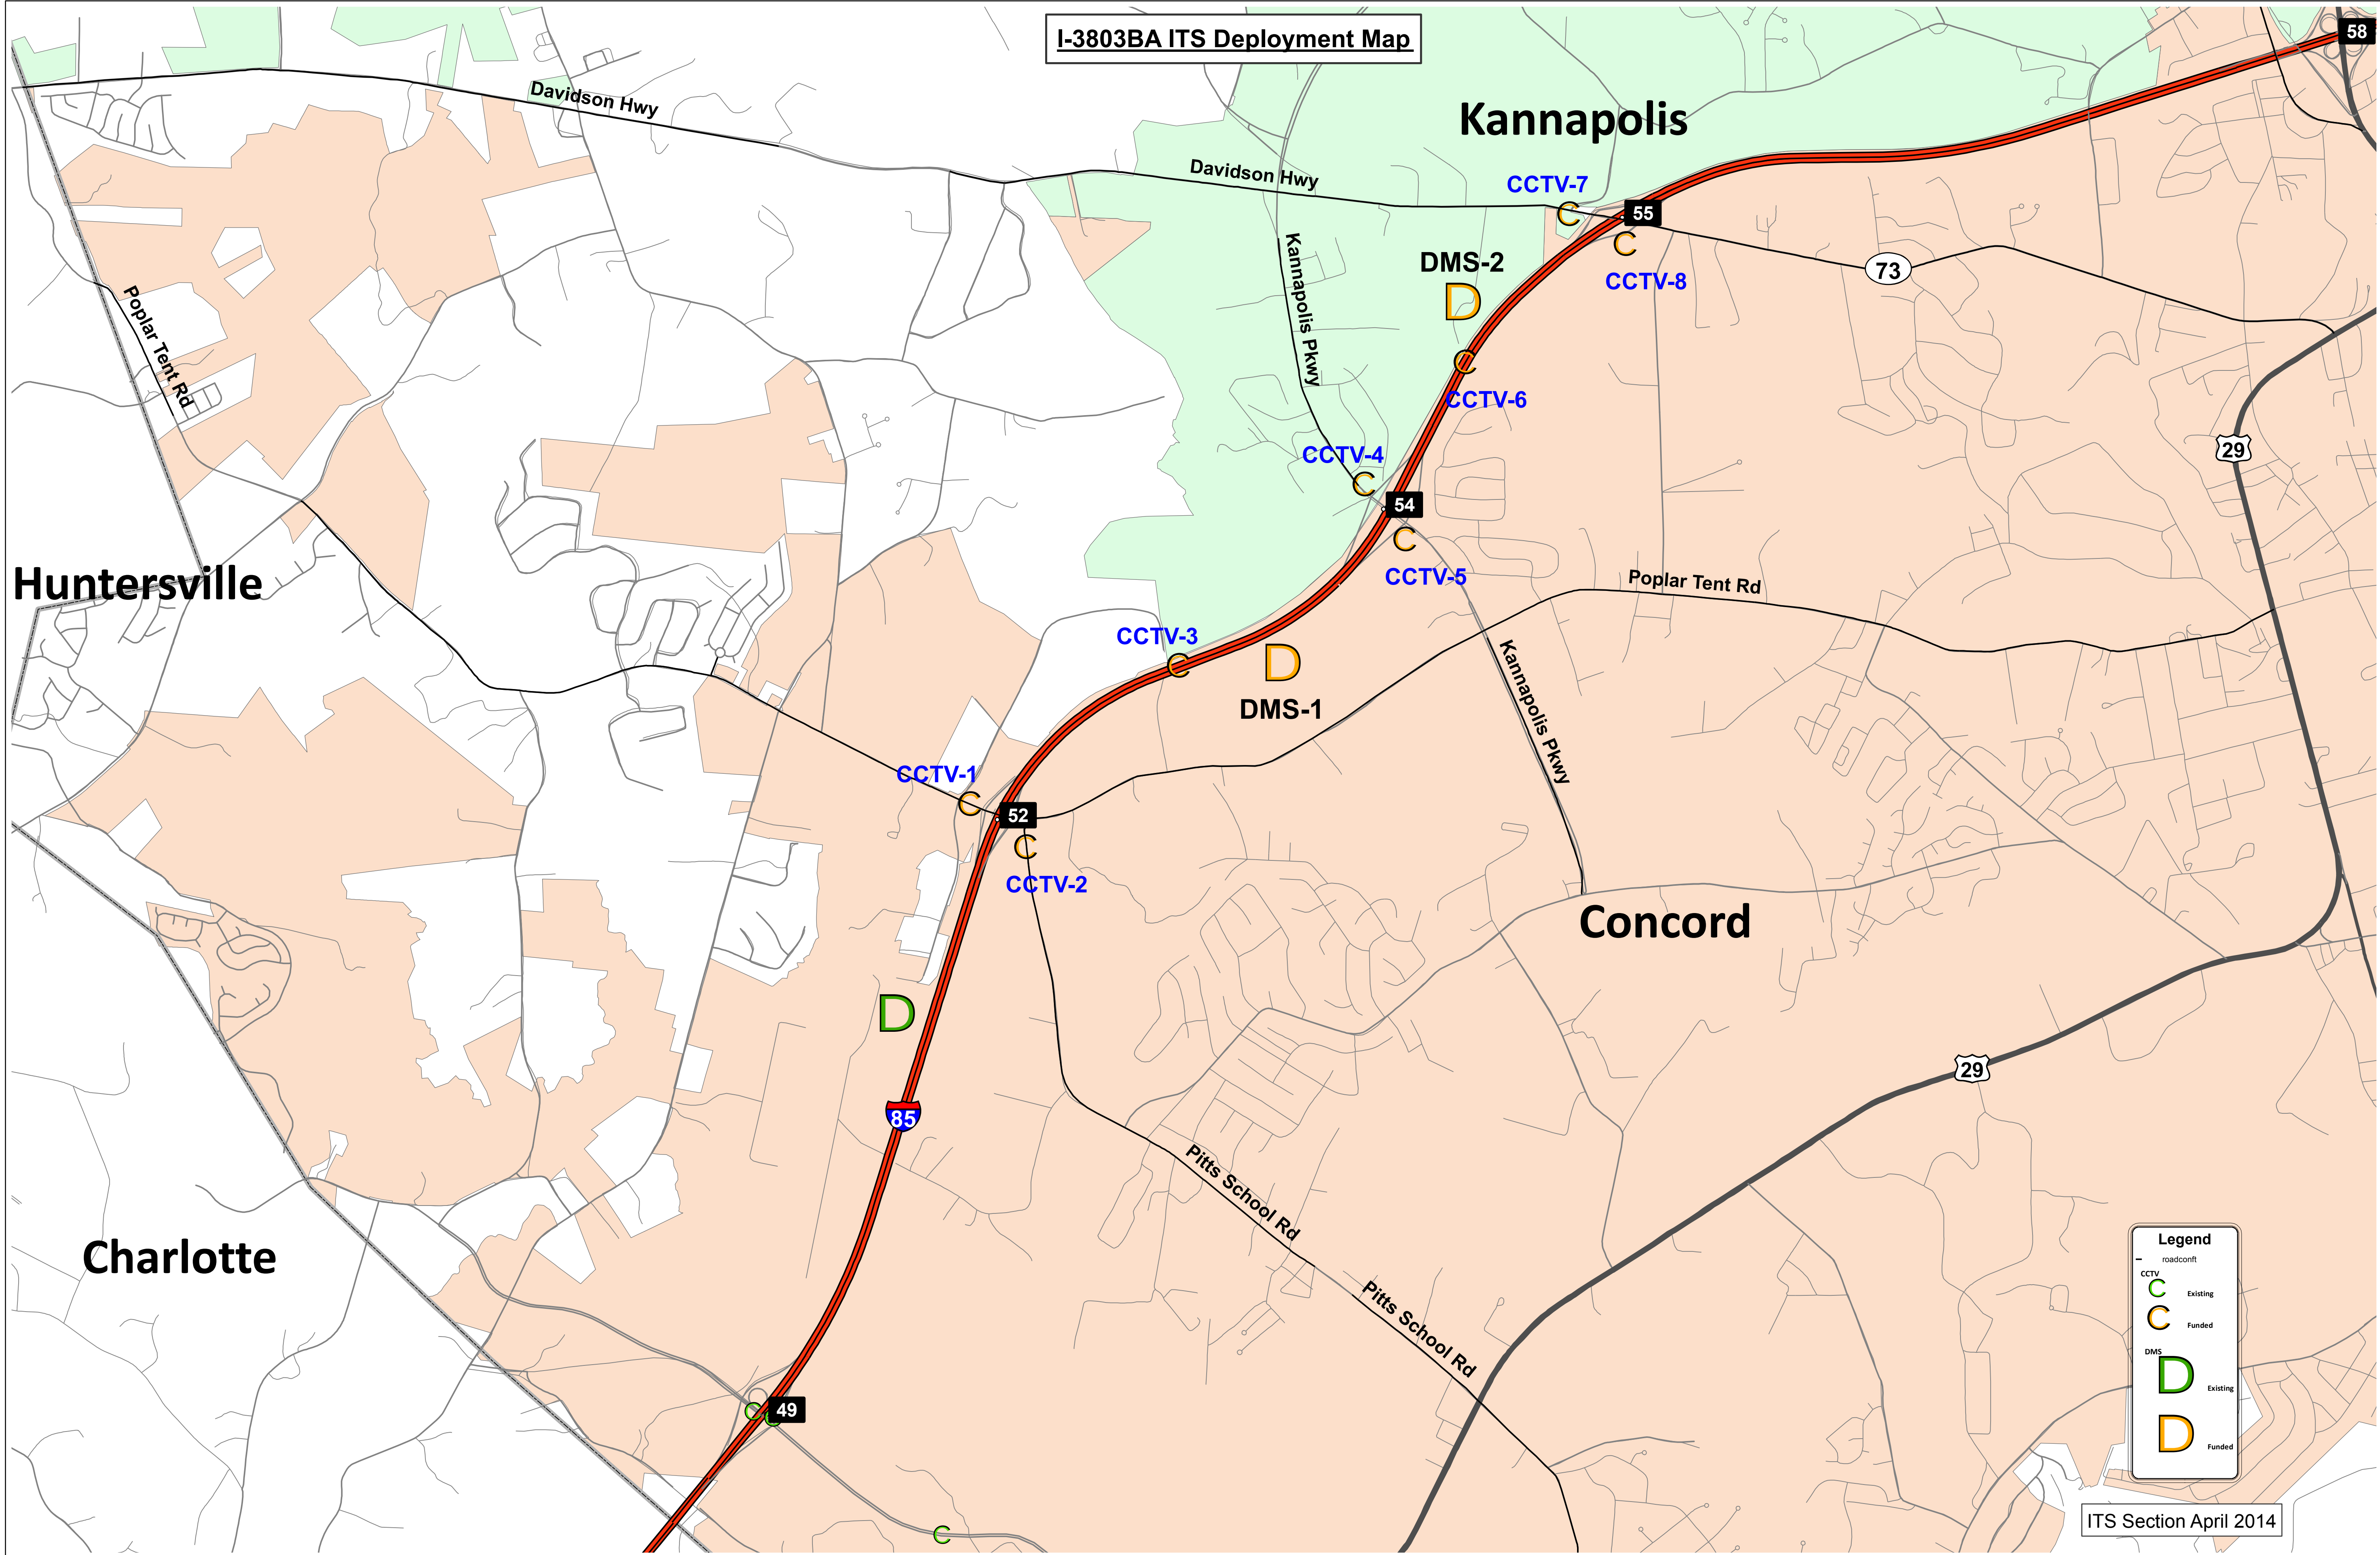 I-3803BA ITS Deployment Map
58
Davidson Hwy
Kannapolis
Davidson Hwy
CCTV-7
C
55
C
CCTV-8
73
Kannapolis Pkwy
DMS-2
D
Poplar Tent Rd
C
CCTV-6
29
CCTV-4
C
54
C
CCTV-5
Huntersville
Poplar Tent Rd
CCTV-3
C
D
DMS-1
Kannapolis Pkwy
CCTV-1
C
52
C
CCTV-2
Concord
D
29
85
Pitts School Rd
Charlotte
Pitts School Rd
Legend
roadconft
CCTV
C Existing
C Funded
DMS
D Existing
D Funded
C
C
49
C
ITS Section April 2014